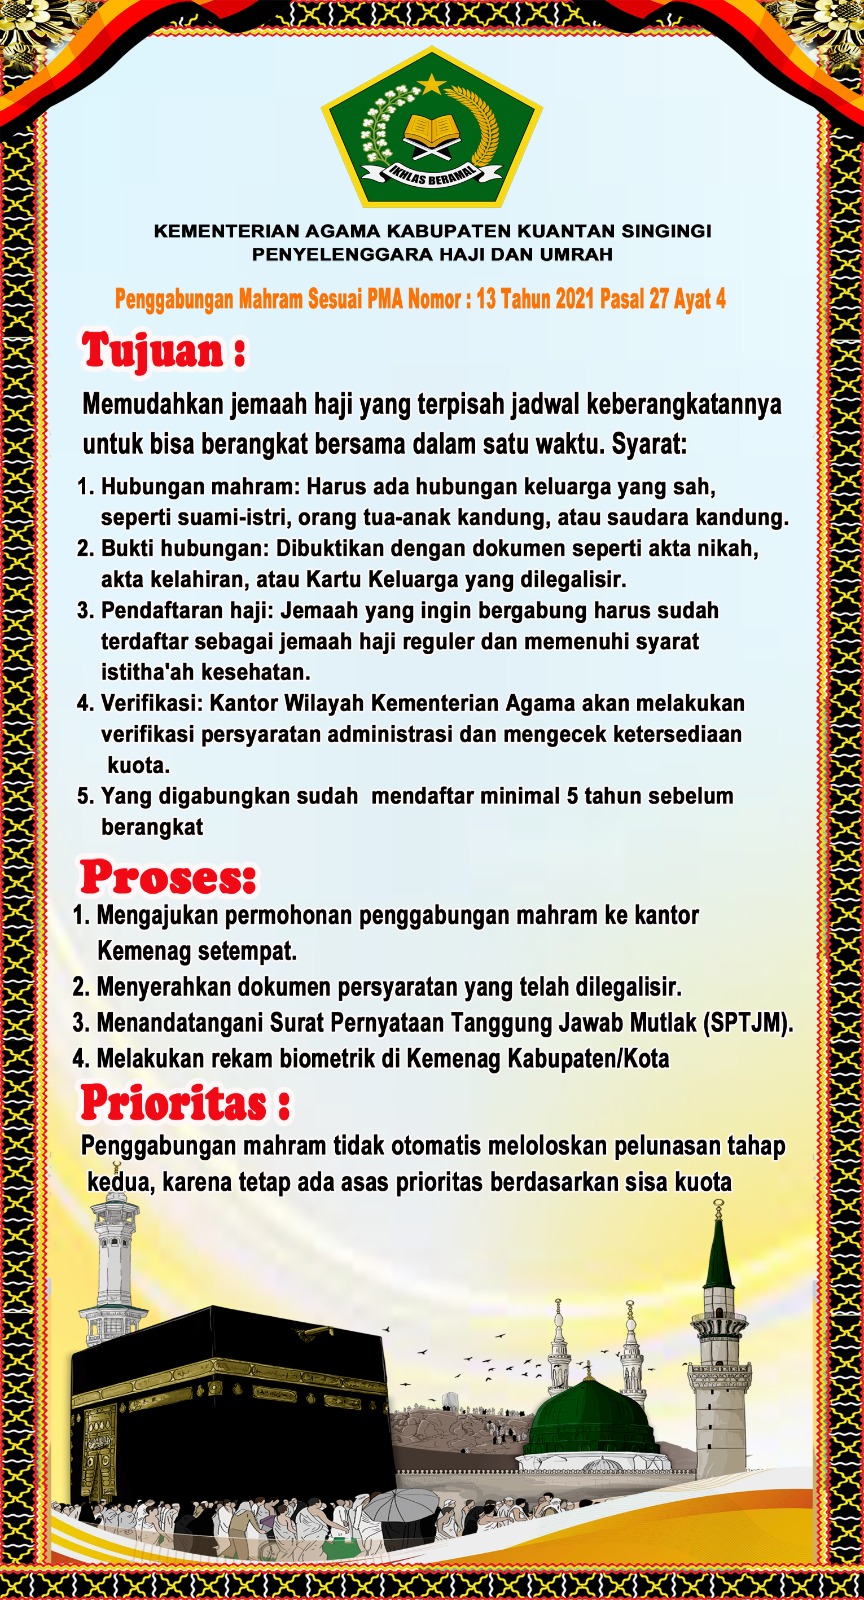 IKHLAS BERAMAL
KEMENTERIAN AGAMA KABUPATEN KUANTAN SINGINGI
PENYELENGGARA HAJI DAN UMRAH
Penggabungan Mahram Sesuai PMA Nomor : 13 Tahun 2021 Pasal 27 Ayat 4
Tujuan :
Memudahkan jemaah haji yang terpisah jadwal keberangkatannya
untuk bisa berangkat bersama dalam satu waktu. Syarat:
1. Hubungan mahram: Harus ada hubungan keluarga yang sah,
seperti suami-istri, orang tua-anak kandung, atau saudara kandung.
2. Bukti hubungan: Dibuktikan dengan dokumen seperti akta nikah,
akta kelahiran, atau Kartu Keluarga yang dilegalisir.
3. Pendaftaran haji: Jemaah yang ingin bergabung harus sudah
terdaftar sebagai jemaah haji reguler dan memenuhi syarat
istitha'ah kesehatan.
4. Verifikasi: Kantor Wilayah Kementerian Agama akan melakukan
verifikasi persyaratan administrasi dan mengecek ketersediaan
kuota.
5. Yang digabungkan sudah mendaftar minimal 5 tahun sebelum
berangkat
Proses:
1. Mengajukan permohonan penggabungan mahram ke kantor
Kemenag setempat.
2. Menyerahkan dokumen persyaratan yang telah dilegalisir.
3. Menandatangani Surat Pernyataan Tanggung Jawab Mutlak (SPTJM).
4. Melakukan rekam biometrik di Kemenag Kabupaten/Kota
Prioritas :
Penggabungan mahram tidak otomatis meloloskan pelunasan tahap
kedua, karena tetap ada asas prioritas berdasarkan sisa kuota